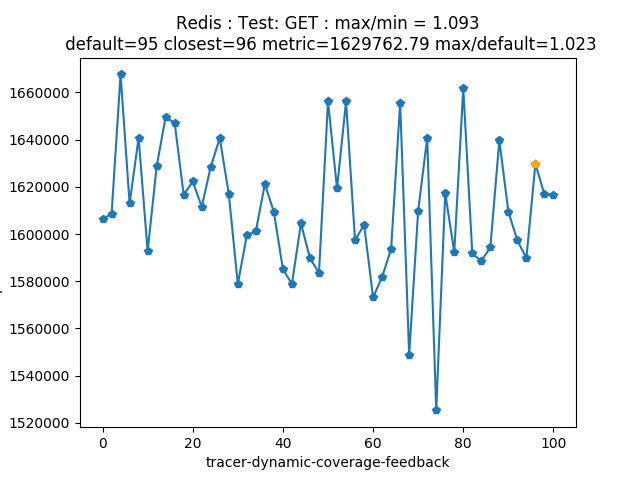 Redis : Test: GET : max/min = 1.093
default=95 closest=96 metric=1629762.79 max/default=1.023
1660000
1640000
1620000
1600000
1580000
1560000
1540000
1520000
0 20 40 60 80 100
tracer-dynamic-coverage-feedback